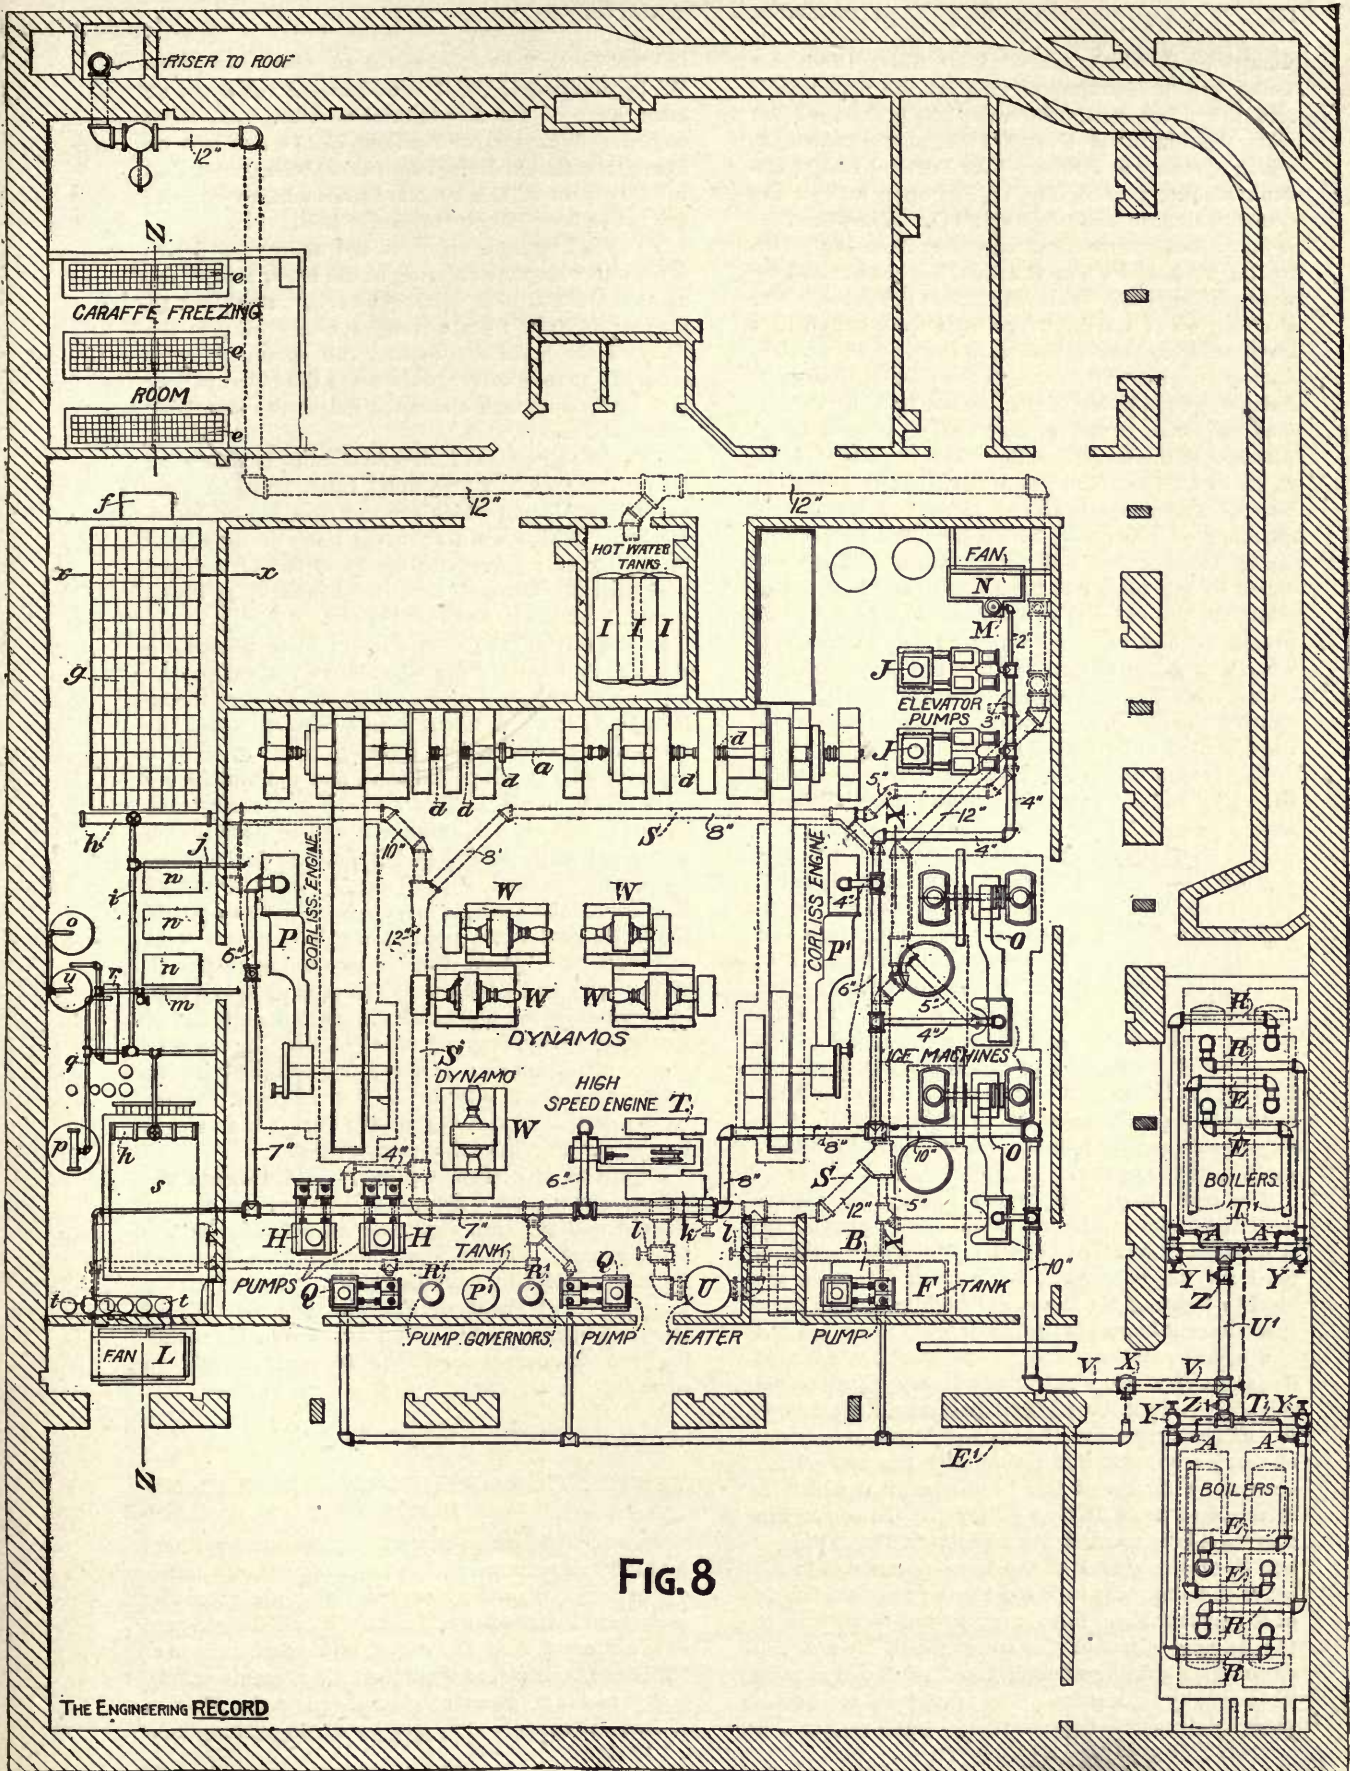 RISER TO ROOF
12"
Z
e
CARAFFE FREEZING
e
ROOM
e
f
12"
12"
HOT WATER
TANKS
FAN
N
x
x
M
2"
I
I
I
g
J
ELEVATOR
PUMPS
3"
J
d
d
a
d
d
d
d
5"
X
12"
4"
h
j
10"
S
8"
4"
8'
n
i
W
W
CORLISS ENGINE
CORLISS ENGINE
4"
n
o
P
12"
P'
O
6"
n
u
r
W
W
6"
5"
m
DYNAMOS
4"
R
q
S'
ICE MACHINES
R
DYNAMO
HIGH
SPEED ENGINE
T.
E
p
h
W
E
s
7"
4"
6"
8"
8"
10"
O
BOILERS
S'
T'
12"
5"
7"
l
k
l
X
A
A
H
H
TANK
B
10"
Y
Y
PUMPS
Q
R'
P'
R'
Q
U
F
TANK
Z
t
t
U'
PUMP GOVERNORS
PUMP
HEATER
PUMP
FAN
L
V
X
V
Y
Z
T,
Y
A
A
E'
Z
BOILERS
E
E
R
R
FIG. 8
THE ENGINEERING RECORD